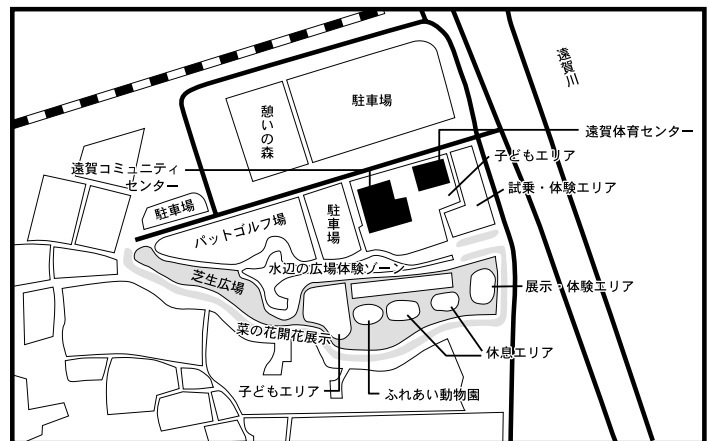 遠賀川
駐車場
憩いの森
遠賀体育センター
子どもエリア
遠賀コミュニティ
センター
試乗・体験エリア
駐車場
パットゴルフ場
駐車場
水辺の広場体験ゾーン
芝生広場
展示・体験エリア
菜の花開花展示
休息エリア
子どもエリア
ふれあい動物園